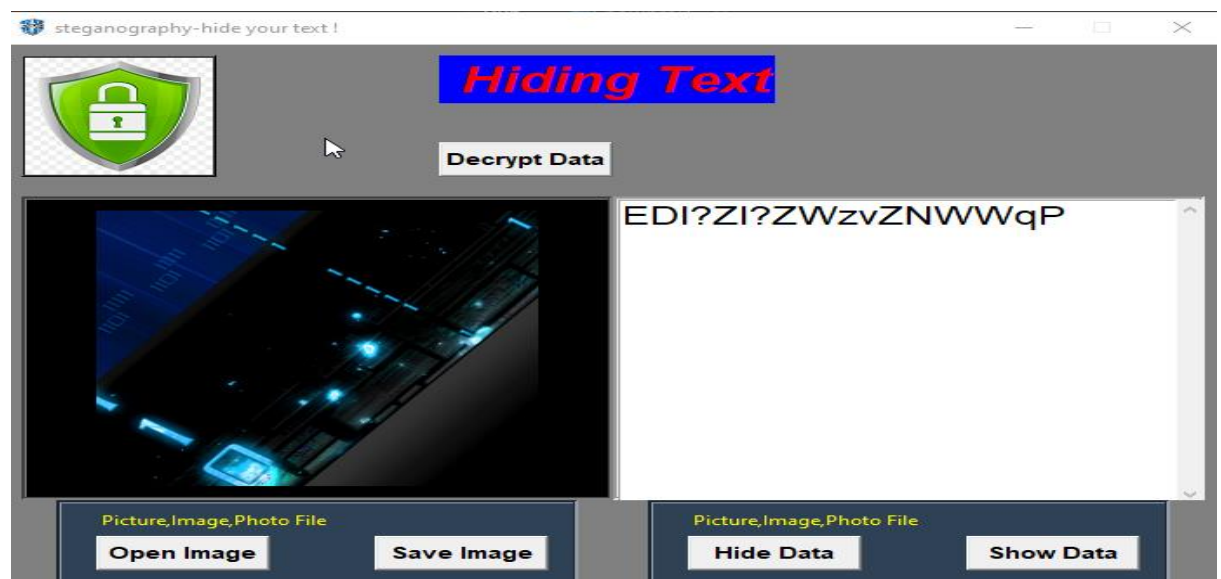 steganography-hide your text !
Hiding Text
Decrypt Data
EDI?ZI?ZWzvZNWWqP
Picture,Image,Photo File
Open Image
Save Image
Picture,Image,Photo File
Hide Data
Show Data